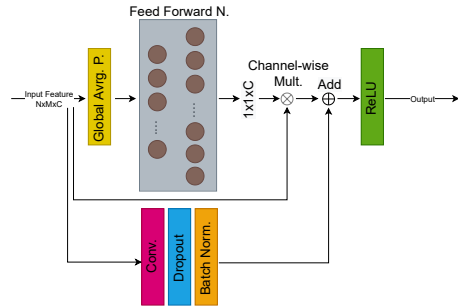 Feed Forward N.
Input Feature
NxMxC
Global Avrg. P.
1x1xC
Channel-wise
Mult.
Add
ReLU
Output
Conv.
Dropout
Batch Norm.